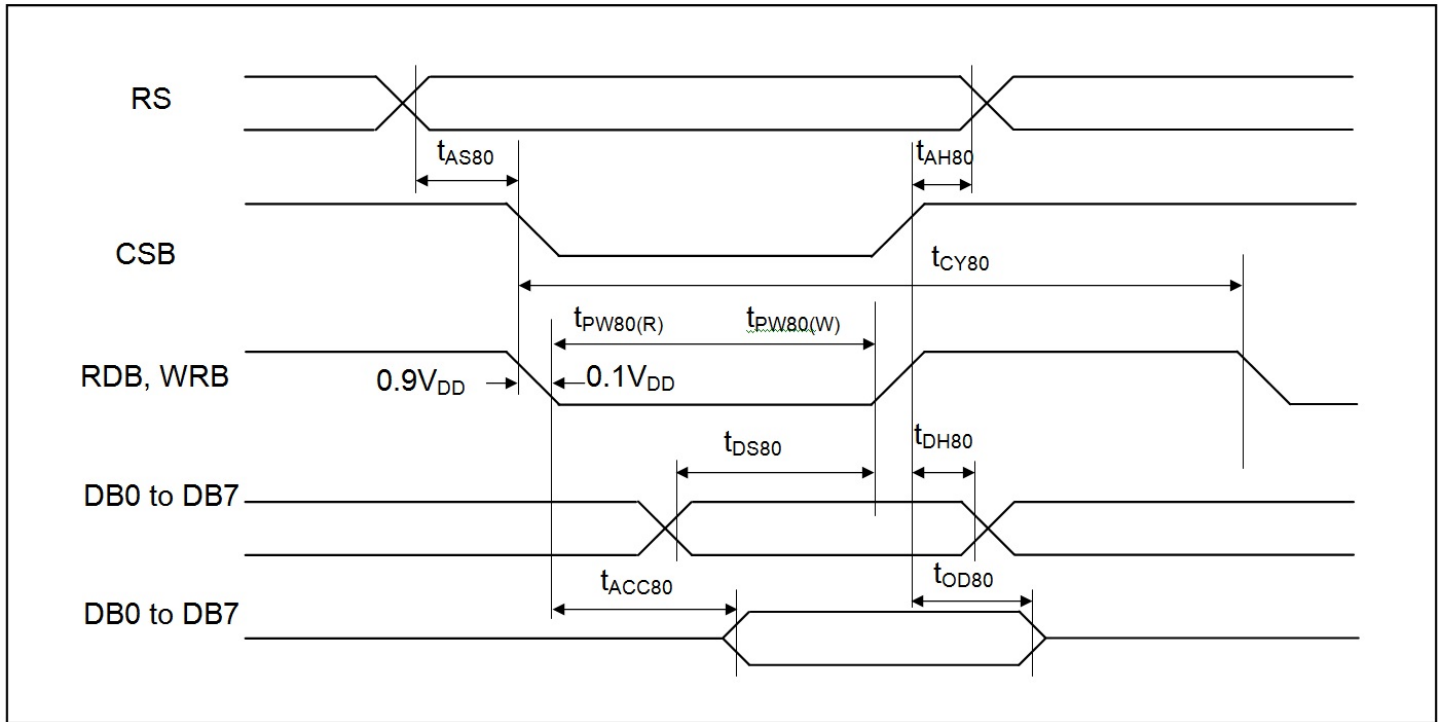 RS
tAS80
tAH80
CSB
tCY80
tPW80(R)
tPW80(W)
RDB, WRB
0.9VDD
0.1VDD
tDS80
tDH80
DB0 to DB7
tACC80
tOD80
DB0 to DB7